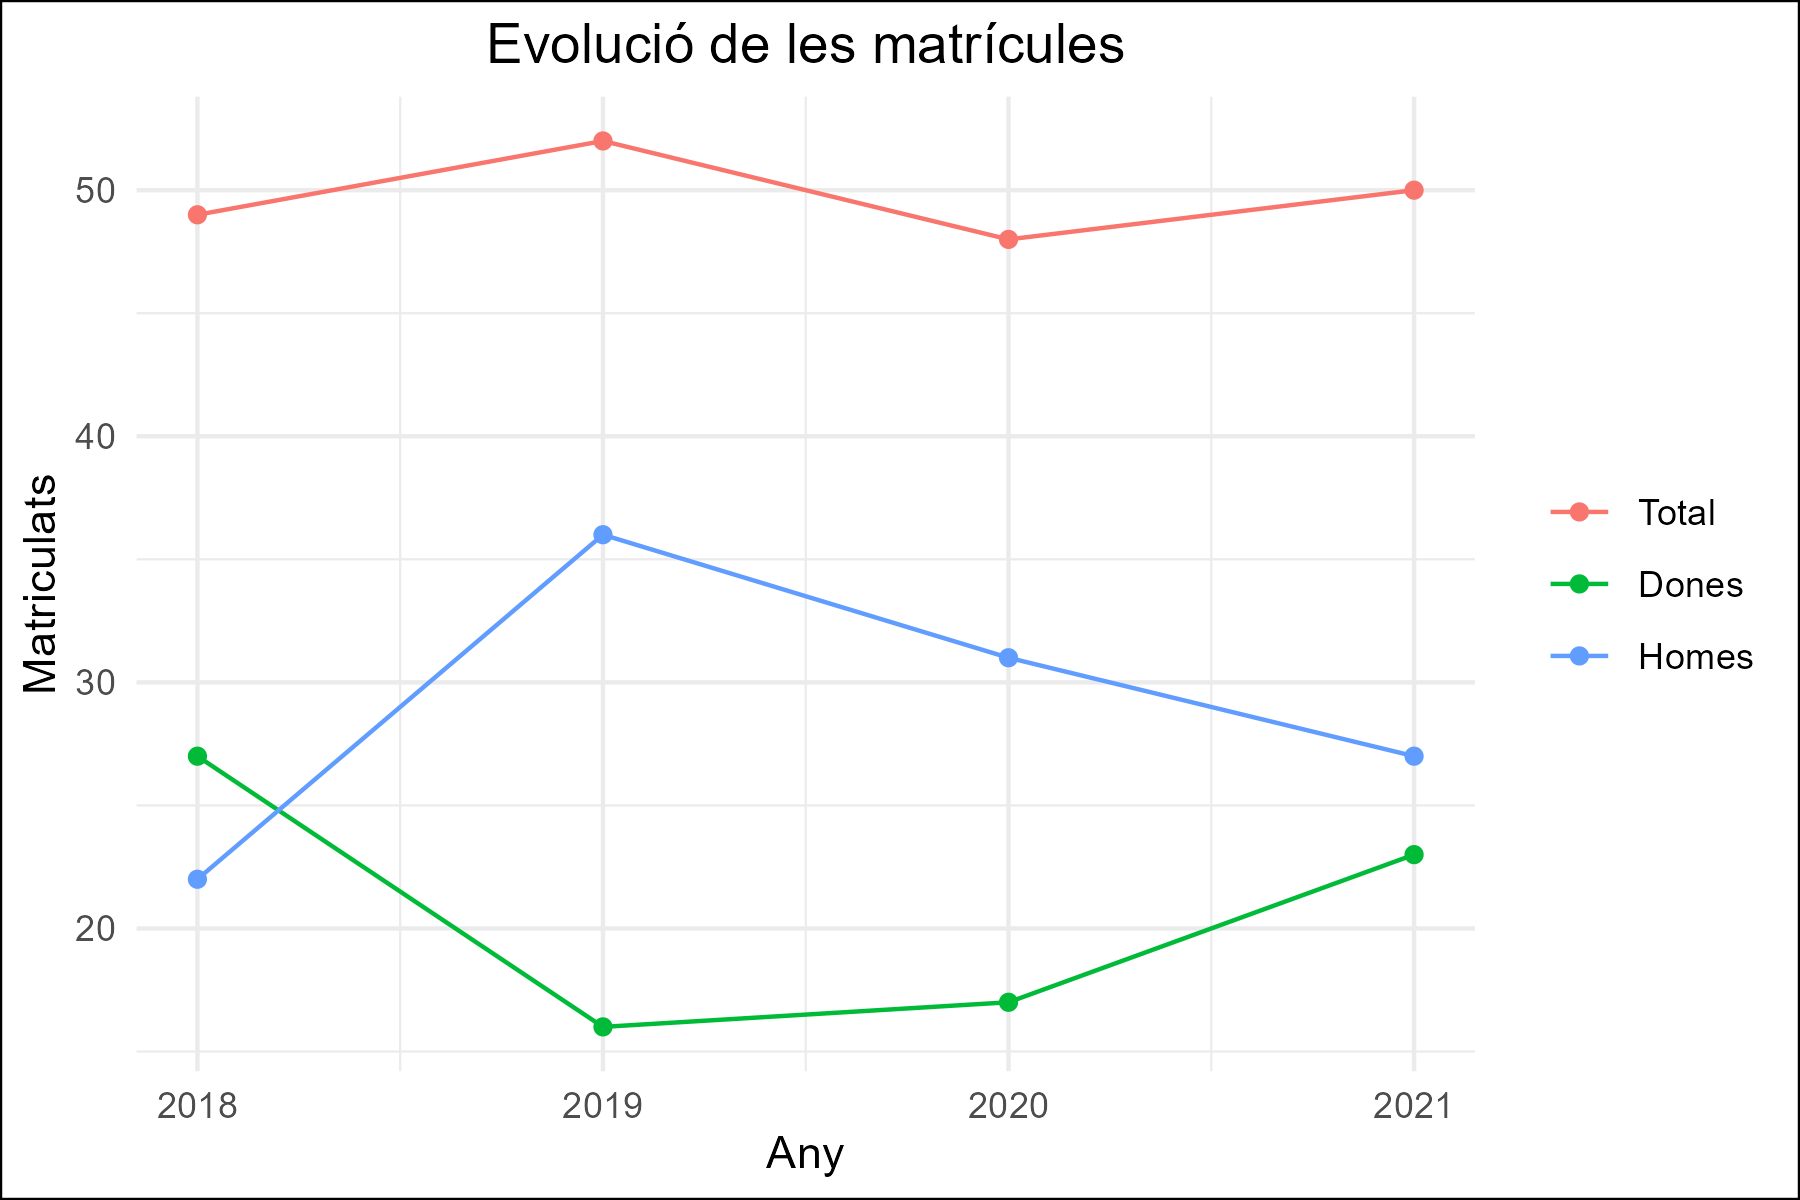 Evolució de les matrícules
50
40
30
20
Matriculats
2018 2019 2020 2021
Any
Total
Dones
Homes